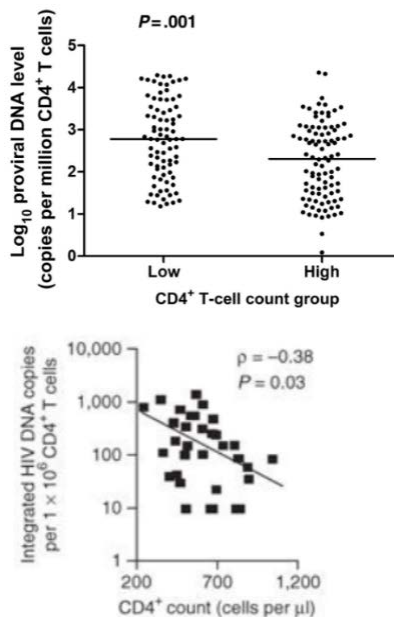 P=.001
Log10 proviral DNA level
(copies per million CD4+ T cells)
5
4
3
2
1
0
Low
High
CD4+ T-cell count group
Integrated HIV DNA copies
per 1 × 10⁶ CD4⁺ T cells
10,000
1,000
100
10
1
ρ = –0.38
P = 0.03
200
700
1,200
CD4⁺ count (cells per μl)